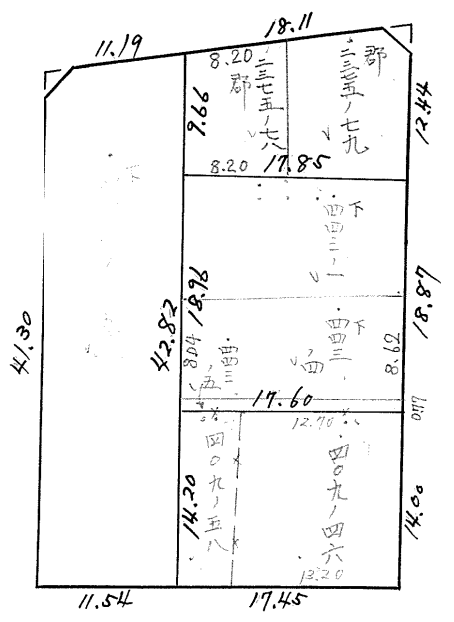 18.11
11.19
8.20
郡
二三七五ノ七八
郡
二三七五ノ七九
9.66
12.44
8.20
17.85
下
四四三ノ一
18.96
18.87
41.30
42.82
下
四四三ノ四
8.04
四四三ノ五
8.62
17.60
0.77
12.70
四〇九ノ五八
四〇九ノ四六
14.20
14.00
13.20
11.54
17.45